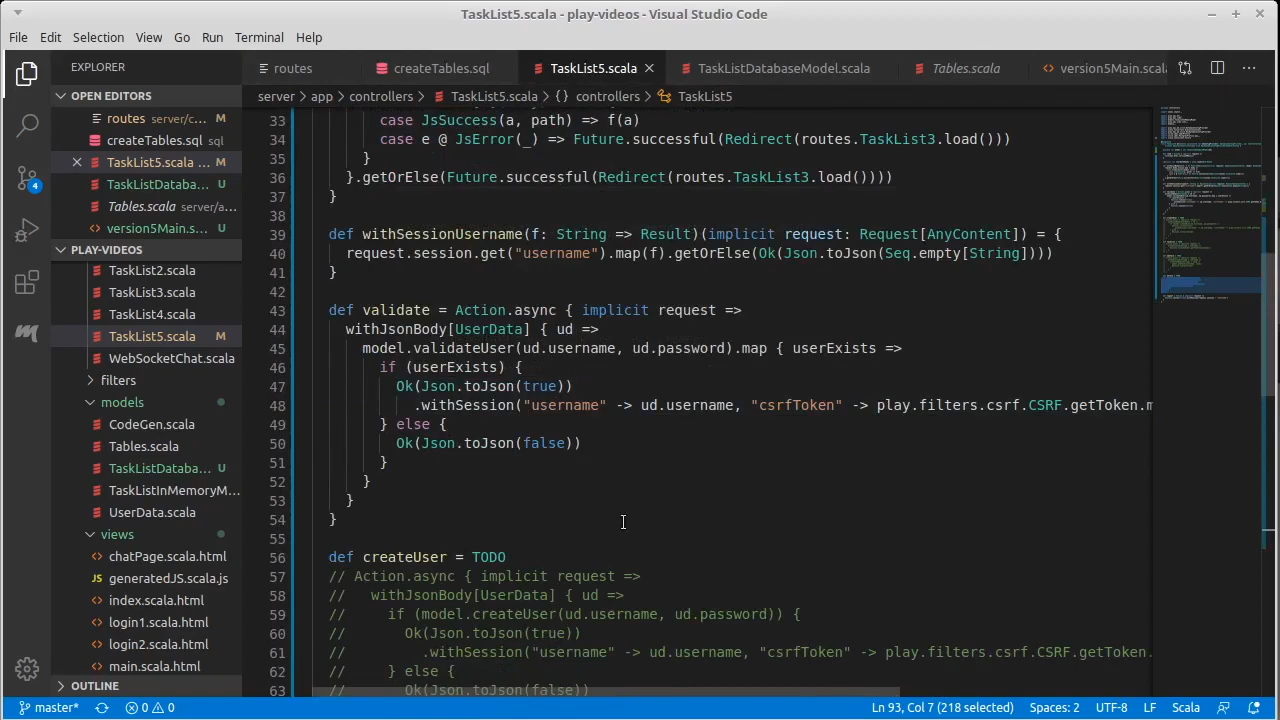 TaskList5.scala - play-videos - Visual Studio Code
File Edit Selection View Go Run Terminal Help
EXPLORER
routes
createTables.sql
TaskList5.scala
TaskListDatabaseModel.scala
Tables.scala
version5Main.scal
OPEN EDITORS
server > app > controllers > TaskList5.scala > {} controllers > TaskList5
routes server/c...
createTables.sql sql
TaskList5.scala ... M
TaskListDataba... U
Tables.scala server/a...
version5Main.s... U
PLAY-VIDEOS
TaskList2.scala
TaskList3.scala
TaskList4.scala
TaskList5.scala M
WebSocketChat.scala
filters
models
CodeGen.scala
Tables.scala
TaskListDataba... U
TaskListInMemoryM...
UserData.scala
views
chatPage.scala.html
JS generatedJS.scala.js
index.scala.html
login1.scala.html
login2.scala.html
main.scala.html
OUTLINE
4
33 case JsSuccess(a, path) => f(a)
34 case e @ JsError(_) => Future.successful(Redirect(routes.TaskList3.load()))
35 }
36 }.getOrElse(Future.successful(Redirect(routes.TaskList3.load())))
37 }
38
39 def withSessionUsername(f: String => Result)(implicit request: Request[AnyContent]) = {
40 request.session.get("username").map(f).getOrElse(Ok(Json.toJson(Seq.empty[String])))
41 }
42
43 def validate = Action.async { implicit request =>
44 withJsonBody[UserData] { ud =>
45 model.validateUser(ud.username, ud.password).map { userExists =>
46 if (userExists) {
47 Ok(Json.toJson(true))
48 .withSession("username" -> ud.username, "csrfToken" -> play.filters.csrf.CSRF.getToken.m
49 } else {
50 Ok(Json.toJson(false))
51 }
52 }
53 }
54 }
55
56 def createUser = TODO
57 // Action.async { implicit request =>
58 // withJsonBody[UserData] { ud =>
59 // if (model.createUser(ud.username, ud.password)) {
60 // Ok(Json.toJson(true))
61 // .withSession("username" -> ud.username, "csrfToken" -> play.filters.csrf.CSRF.getToken.
62 // } else {
63 // Ok(Json.toJson(false))
master* 0 0 Ln 93, Col 7 (218 selected) Spaces: 2 UTF-8 LF Scala